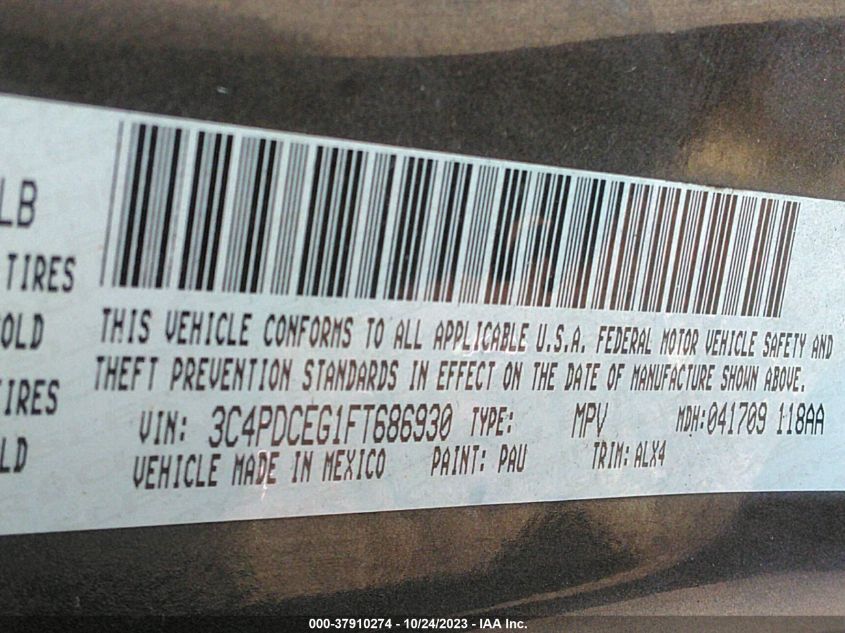 LB
TIRES
OLD
IRES
LD
THIS VEHICLE CONFORMS TO ALL APPLICABLE U.S.A. FEDERAL MOTOR VEHICLE SAFETY AND
THEFT PREVENTION STANDARDS IN EFFECT ON THE DATE OF MANUFACTURE SHOWN ABOVE.
VIN: 3C4PDCEG1FT686930 TYPE: MPV MDH:041709 118AA
VEHICLE MADE IN MEXICO PAINT: PAU TRIM: ALX4
000-37910274 - 10/24/2023 - IAA Inc.